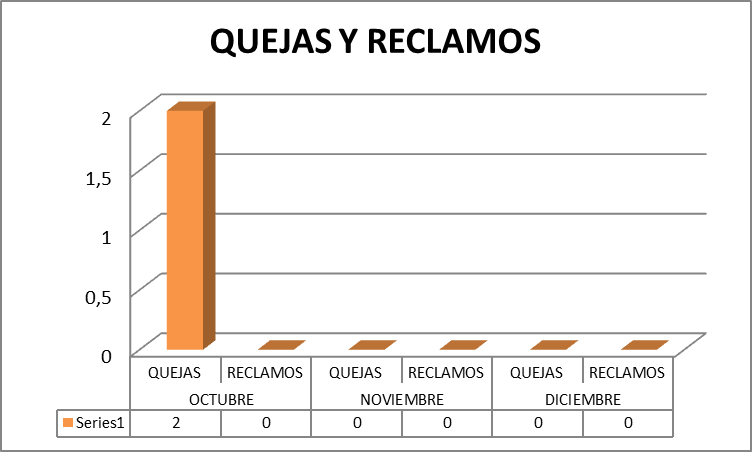 QUEJAS Y RECLAMOS
2
1,5
1
0,5
0
QUEJAS RECLAMOS QUEJAS RECLAMOS QUEJAS RECLAMOS
OCTUBRE NOVIEMBRE DICIEMBRE
Series1 2 0 0 0 0 0